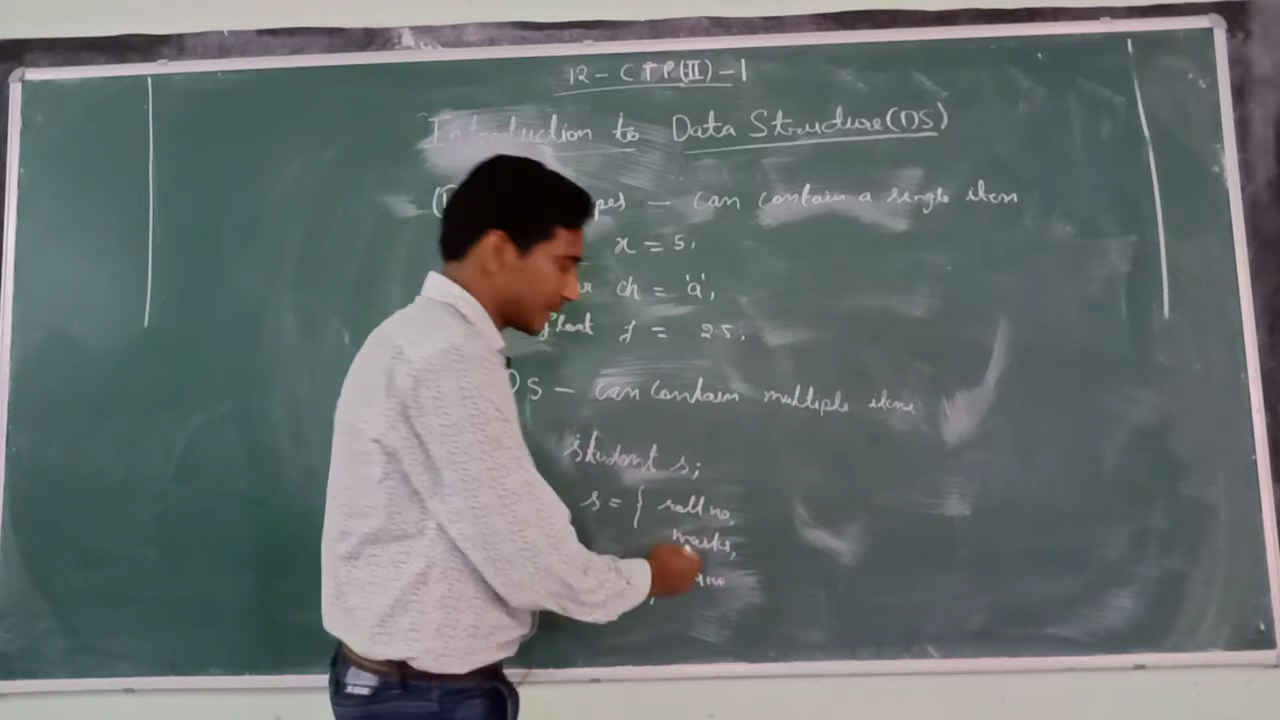 12-CTP(II)-1
Introduction to Data Structure(DS)
pes - can contain a single item
x = 5;
ch = 'a';
float f = 2.5;
DS - can contain multiple items
student s;
s = { roll no,
marks,